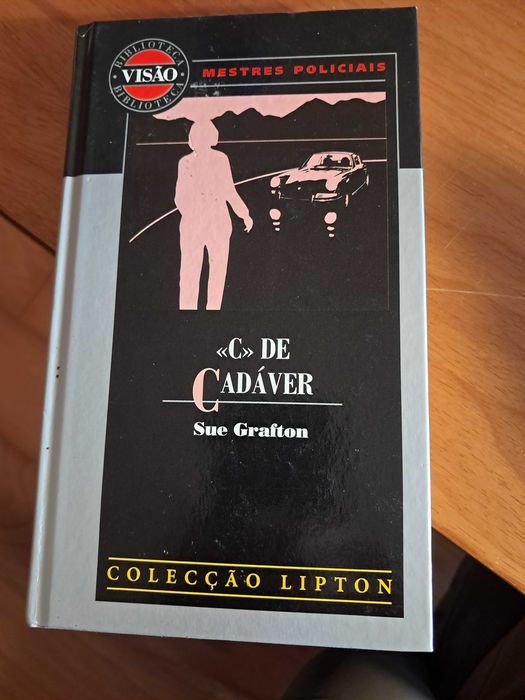 BIBLIOTECA
VISÃO
BIBLIOTECA
MESTRES POLICIAIS
«C» DE
CADÁVER
Sue Grafton
COLECÇÃO LIPTON